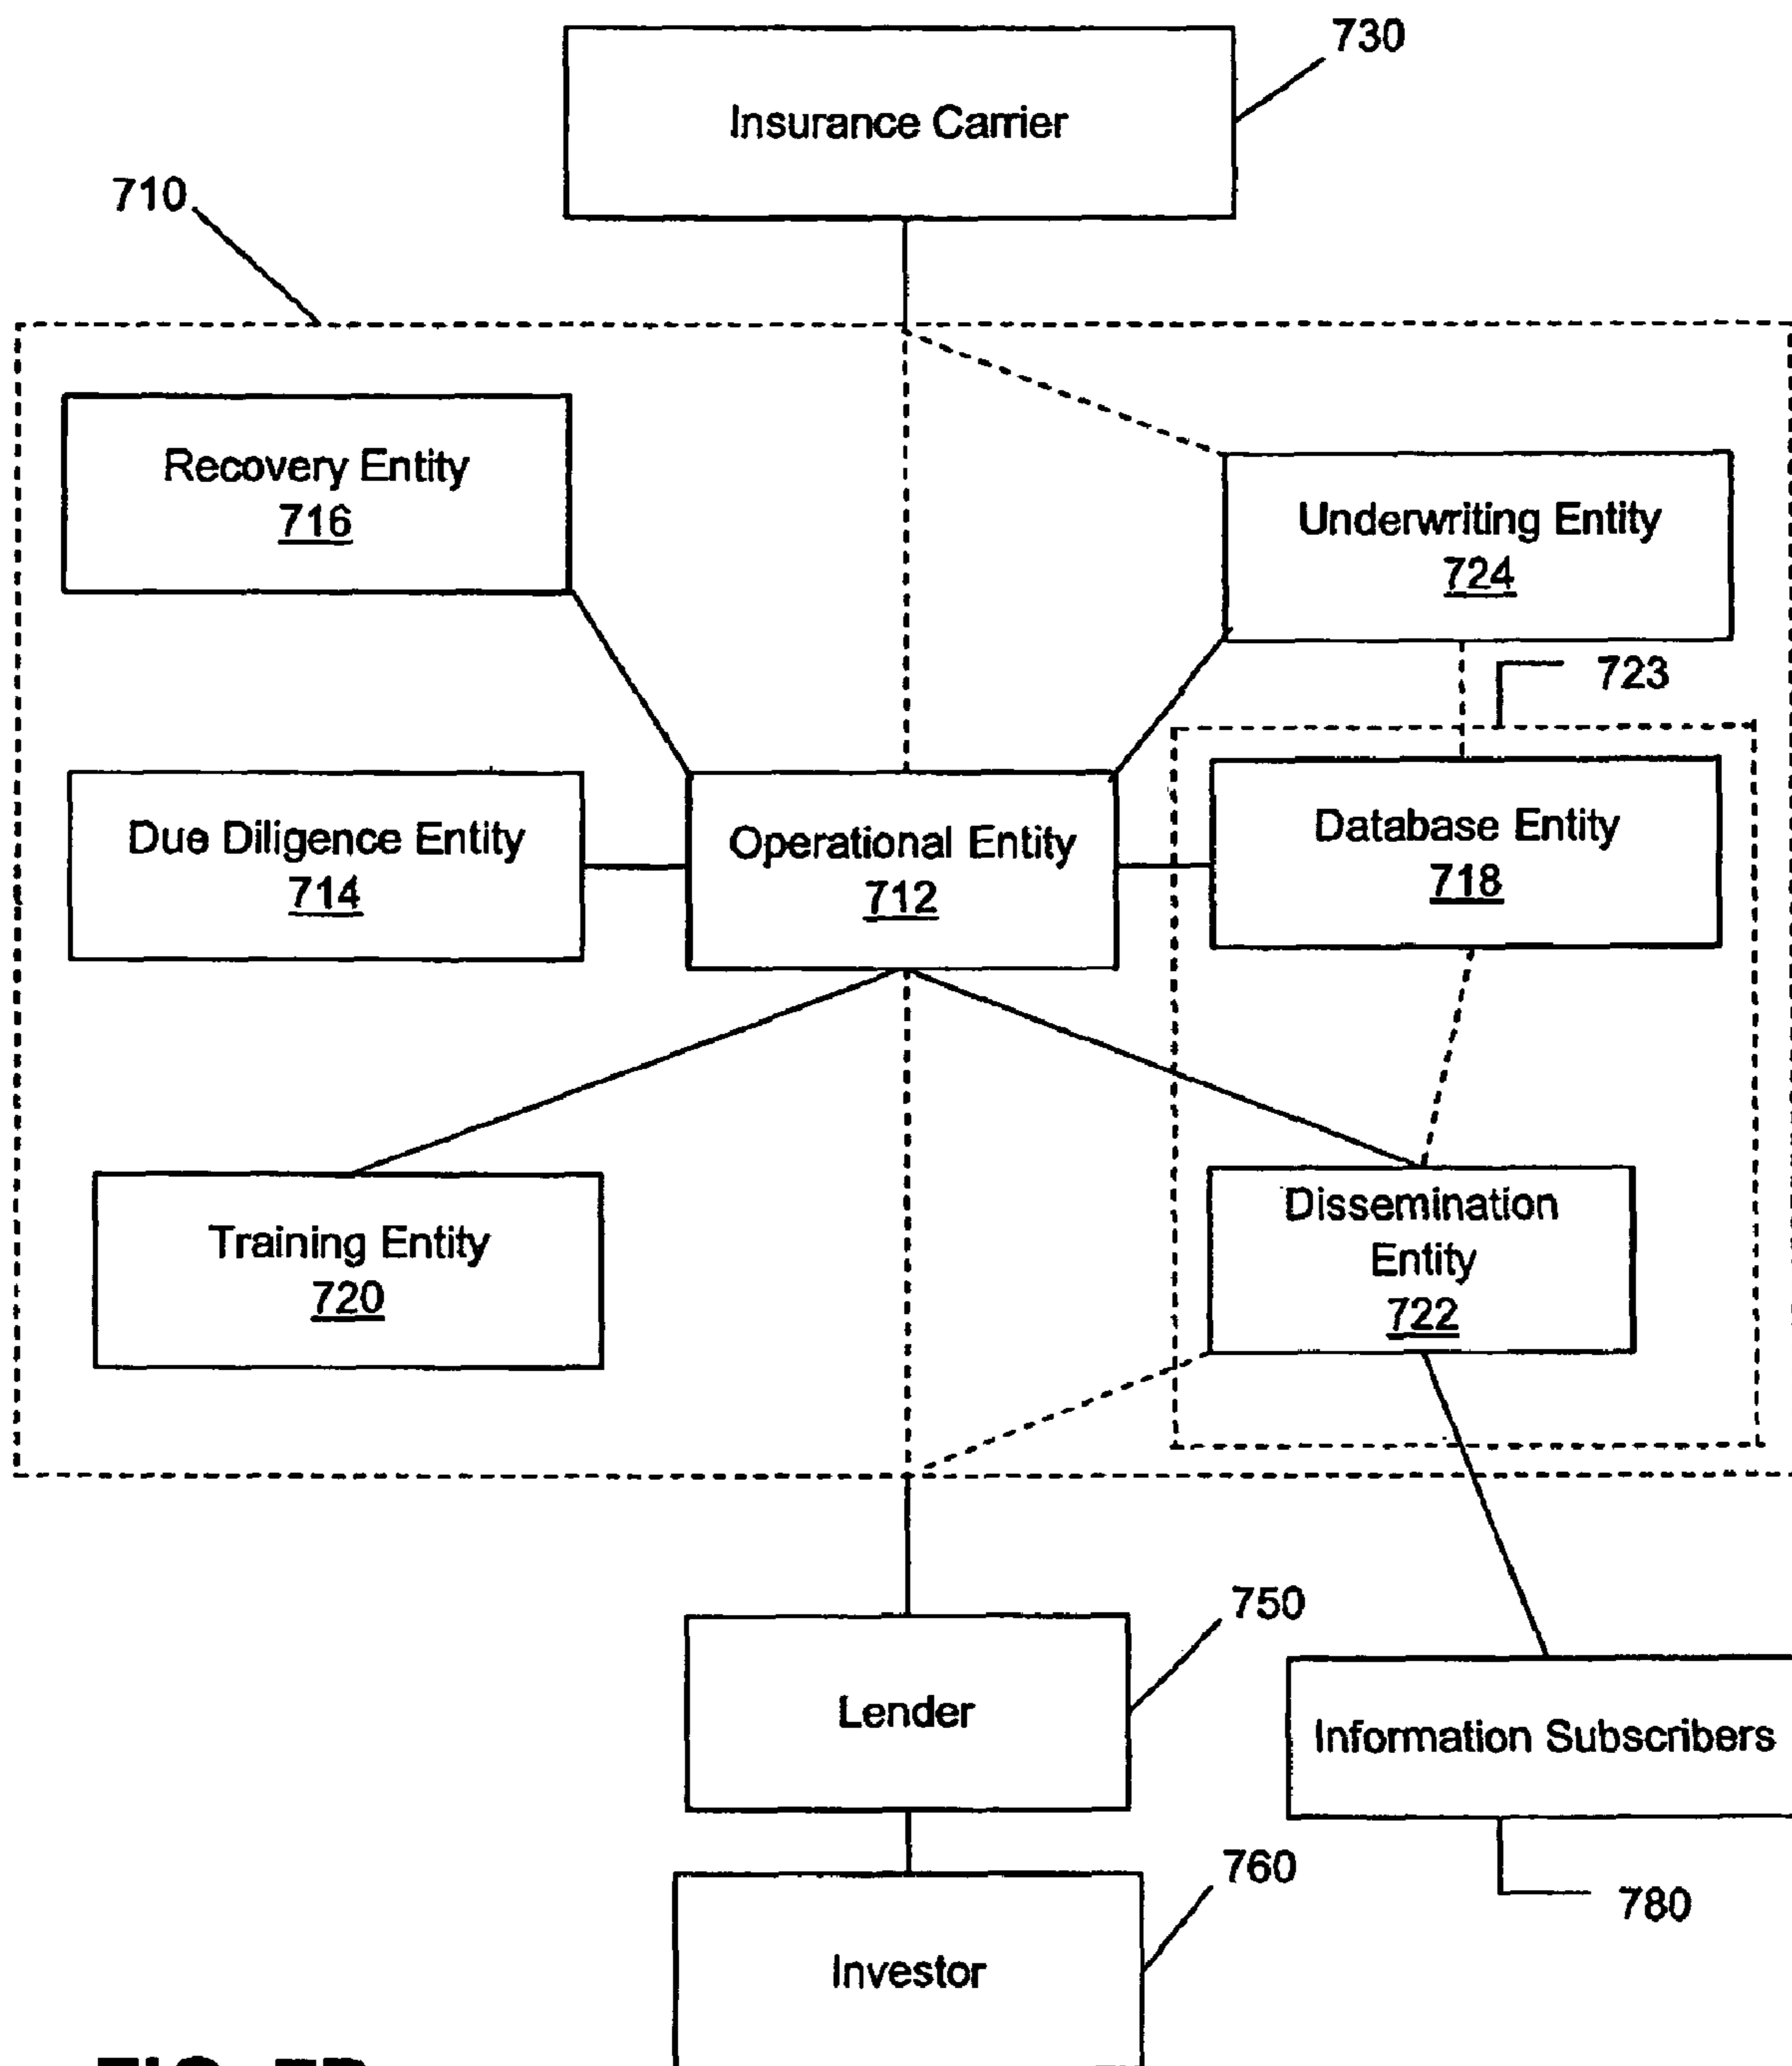 730
Insurance Carrier
710
Recovery Entity
716
Underwriting Entity
724
723
Due Diligence Entity
714
Operational Entity
712
Database Entity
718
Training Entity
720
Dissemination
Entity
722
750
Lender
Information Subscribers
760
780
Investor